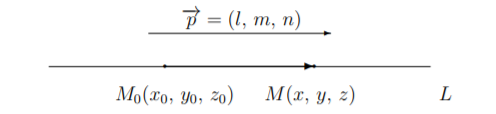 p⃗ = (l, m, n)
M₀(x₀, y₀, z₀) M(x, y, z) L